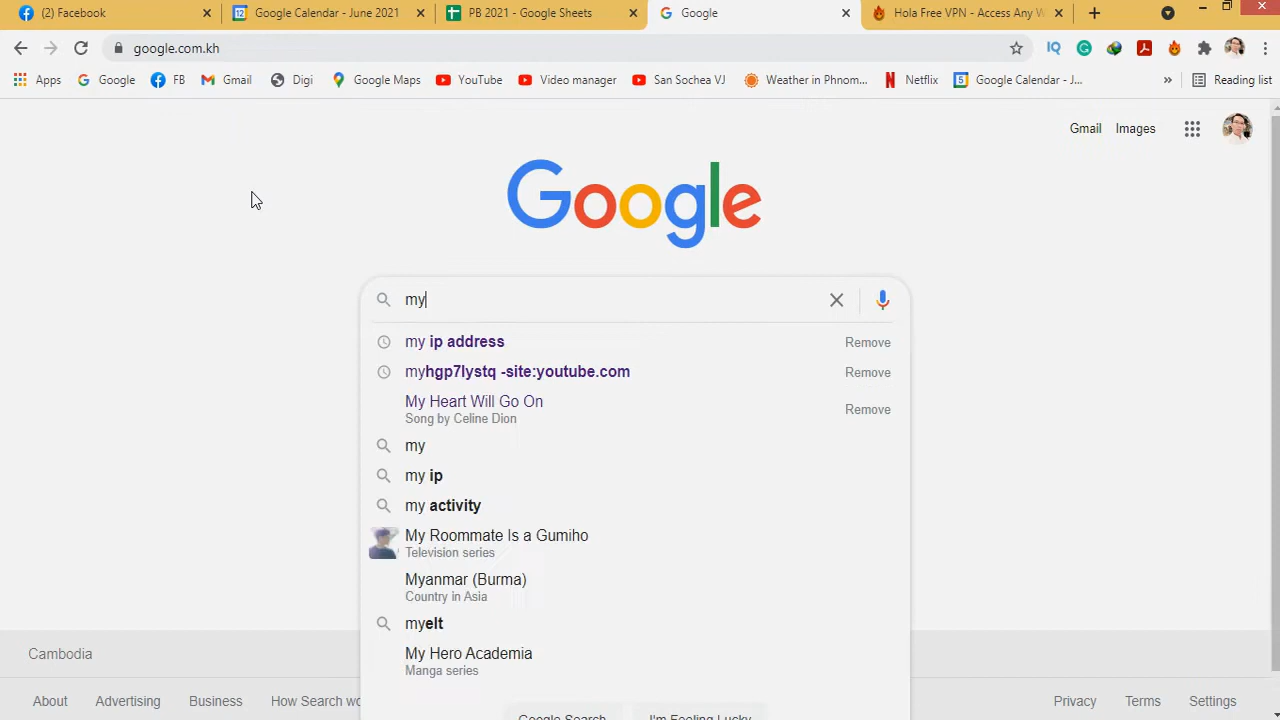 (2) Facebook
Google Calendar - June 2021
PB 2021 - Google Sheets
Google
Hola Free VPN - Access Any W
google.com.kh
IQ
Apps
Google
FB
Gmail
Digi
Google Maps
YouTube
Video manager
San Sochea VJ
Weather in Phnom...
Netflix
Google Calendar - J...
Reading list
Gmail
Images
Google
my
my ip address
Remove
myhgp7lystq -site:youtube.com
Remove
My Heart Will Go On
Song by Celine Dion
Remove
my
my ip
my activity
My Roommate Is a Gumiho
Television series
Myanmar (Burma)
Country in Asia
myelt
My Hero Academia
Manga series
Cambodia
About
Advertising
Business
How Search wo
Google Search
I'm Feeling Lucky
Privacy
Terms
Settings